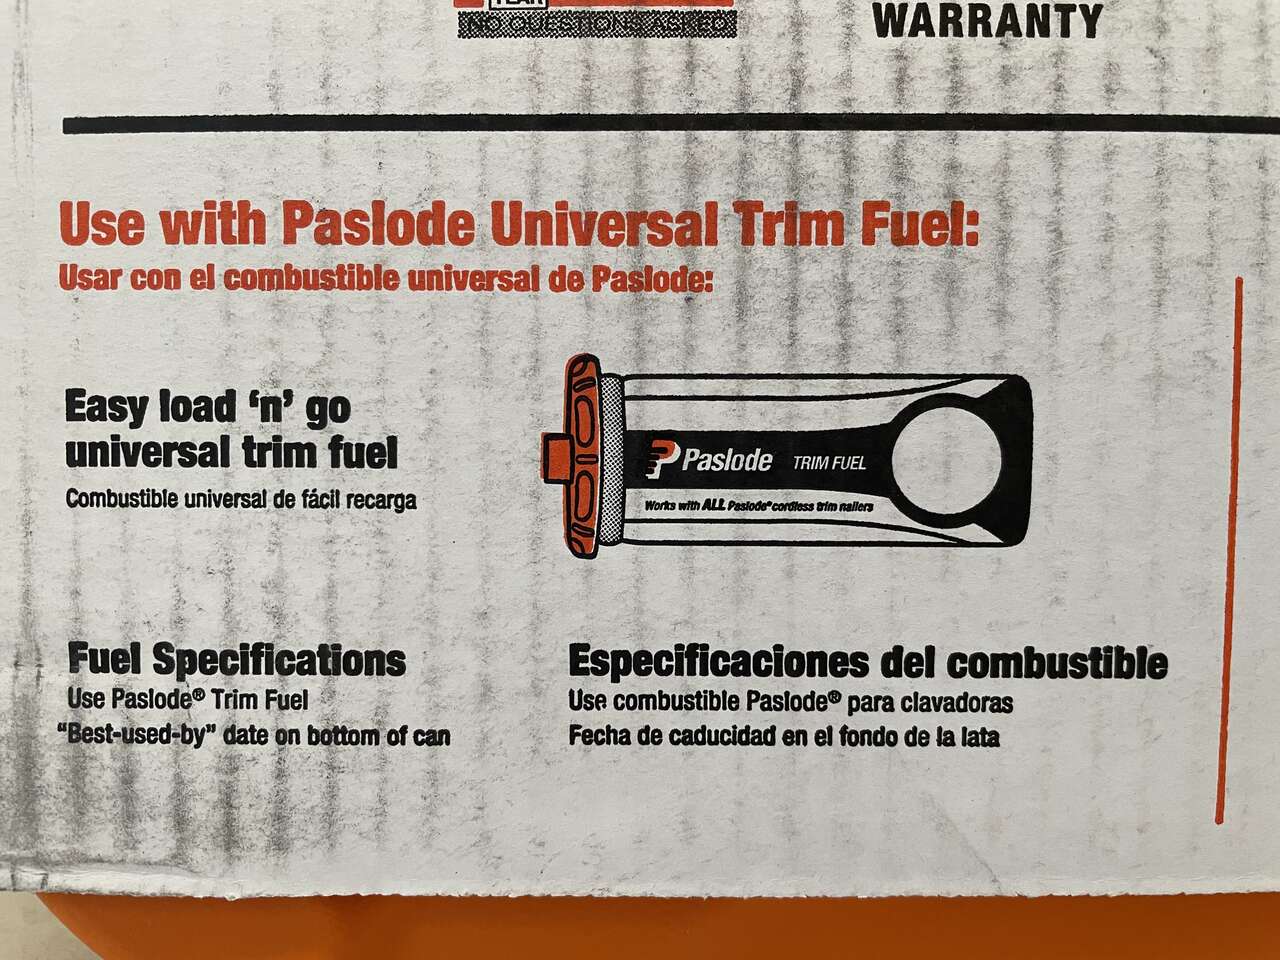 YEAR
NO QUESTIONS ASKED
WARRANTY
Use with Paslode Universal Trim Fuel:
Usar con el combustible universal de Paslode:
Easy load ‘n’ go
universal trim fuel
Combustible universal de fácil recarga
Paslode TRIM FUEL
Works with ALL Paslode® cordless trim nailers
Fuel Specifications
Use Paslode® Trim Fuel
“Best-used-by” date on bottom of can
Especificaciones del combustible
Use combustible Paslode® para clavadoras
Fecha de caducidad en el fondo de la lata